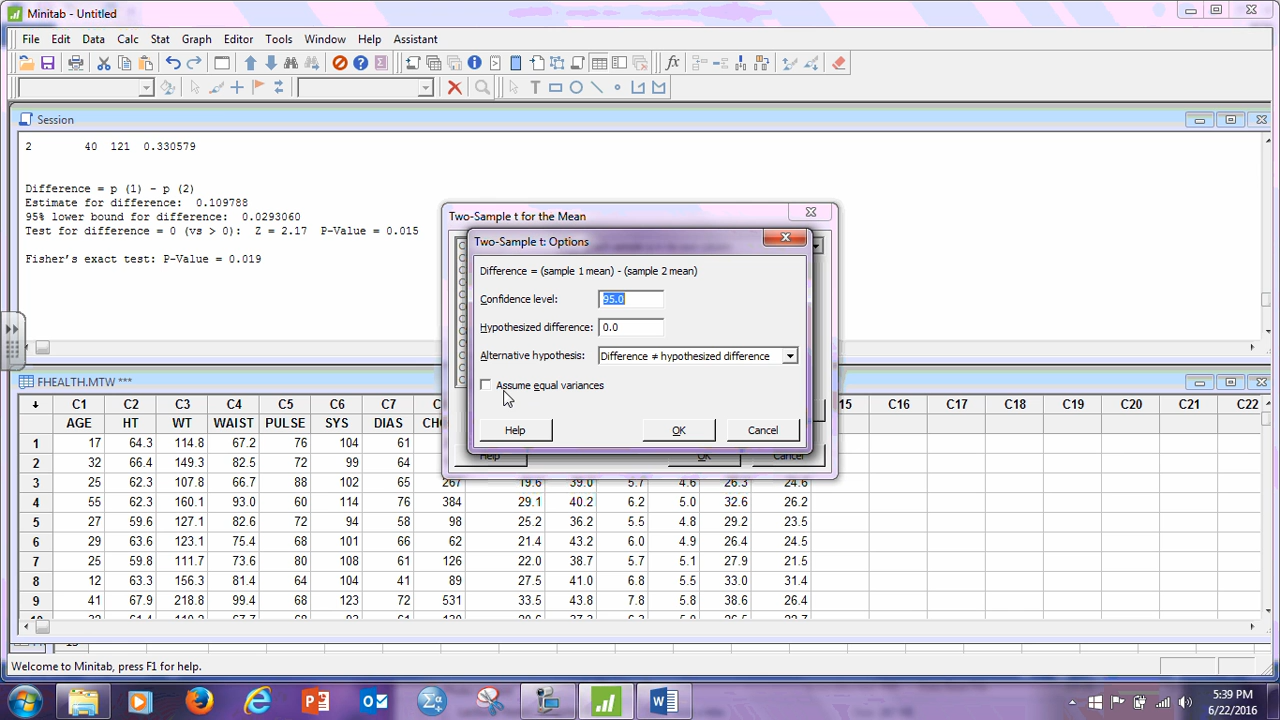 Minitab - Untitled
File Edit Data Calc Stat Graph Editor Tools Window Help Assistant
Session
2 40 121 0.330579
Difference = p (1) - p (2)
Estimate for difference: 0.109788
95% lower bound for difference: 0.0293060
Test for difference = 0 (vs > 0): Z = 2.17 P-Value = 0.015
Fisher's exact test: P-Value = 0.019
Two-Sample t for the Mean
Two-Sample t: Options
Difference = (sample 1 mean) - (sample 2 mean)
Confidence level: 95.0
Hypothesized difference: 0.0
Alternative hypothesis: Difference ≠ hypothesized difference
Assume equal variances
Help OK Cancel
Help OK Cancel
FHEALTH.MTW ***
C1 C2 C3 C4 C5 C6 C7 C16 C17 C18 C19 C20 C21 C22
AGE HT WT WAIST PULSE SYS DIAS
1 17 64.3 114.8 67.2 76 104 61
2 32 66.4 149.3 82.5 72 99 64
3 25 62.3 107.8 66.7 88 102 65 267 19.6 39.0 5.7 4.6 26.3 24.6
4 55 62.3 160.1 93.0 60 114 76 384 29.1 40.2 6.2 5.0 32.6 26.2
5 27 59.6 127.1 82.6 72 94 58 98 25.2 36.2 5.5 4.8 29.2 23.5
6 29 63.6 123.1 75.4 68 101 66 62 21.4 43.2 6.0 4.9 26.4 24.5
7 25 59.8 111.7 73.6 80 108 61 126 22.0 38.7 5.7 5.1 27.9 21.5
8 12 63.3 156.3 81.4 64 104 41 89 27.5 41.0 6.8 5.5 33.0 31.4
9 41 67.9 218.8 99.4 68 123 72 531 33.5 43.8 7.8 5.8 38.6 26.4
Welcome to Minitab, press F1 for help.
5:39 PM
6/22/2016